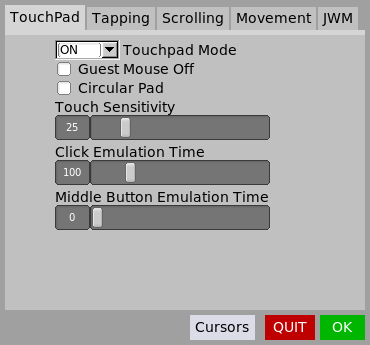 TouchPad Tapping Scrolling Movement JWM
ON Touchpad Mode
Guest Mouse Off
Circular Pad
Touch Sensitivity
25
Click Emulation Time
100
Middle Button Emulation Time
0
Cursors QUIT OK